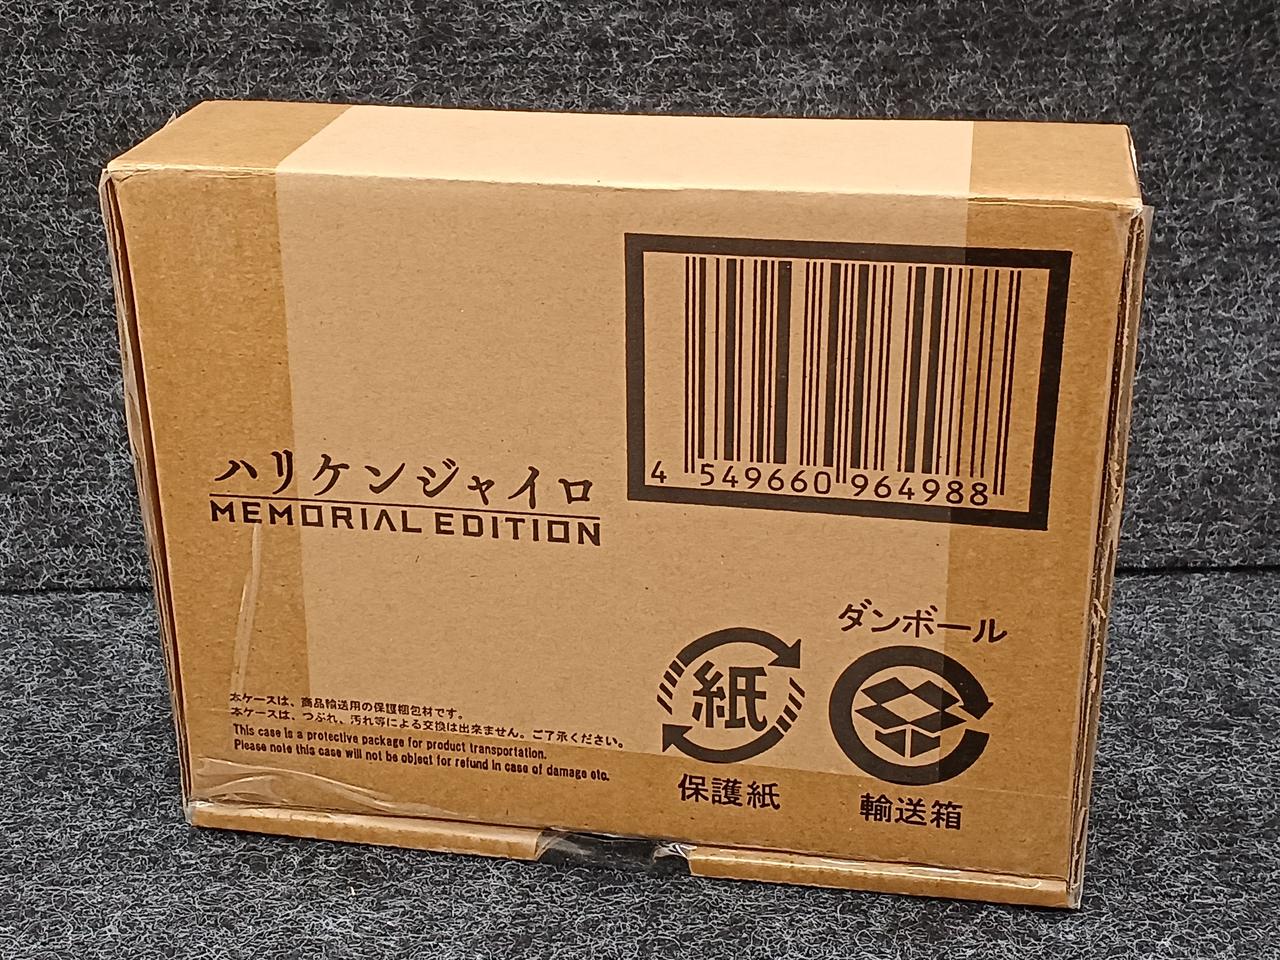 4 549660 964988
ハリケンジャイロ
MEMORIAL EDITION
本ケースは、商品輸送用の保護梱包材です。
本ケースは、つぶれ、汚れ等による交換は出来ません。ご了承ください。
This case is a protective package for product transportation.
Please note this case will not be object for refund in case of damage etc.
紙
保護紙
ダンボール
輸送箱